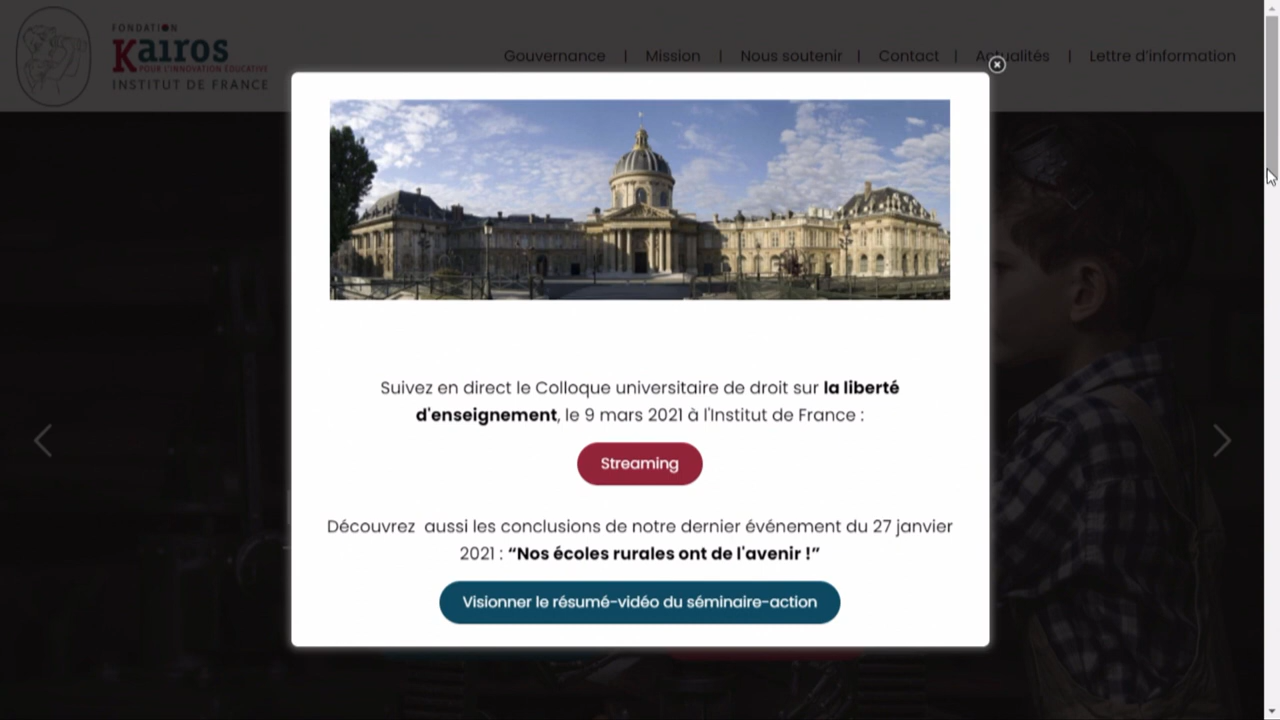 FONDATION
Kairos
POUR L'INNOVATION ÉDUCATIVE
INSTITUT DE FRANCE
Gouvernance | Mission | Nous soutenir | Contact | Actualités | Lettre d'information
Suivez en direct le Colloque universitaire de droit sur la liberté
d'enseignement, le 9 mars 2021 à l'Institut de France :
Streaming
Découvrez aussi les conclusions de notre dernier événement du 27 janvier
2021 : “Nos écoles rurales ont de l'avenir !”
Visionner le résumé-vidéo du séminaire-action